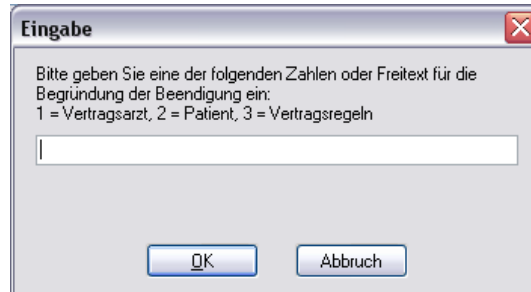 Eingabe
Bitte geben Sie eine der folgenden Zahlen oder Freitext für die
Begründung der Beendigung ein:
1 = Vertragsarzt, 2 = Patient, 3 = Vertragsregeln
OK
Abbruch